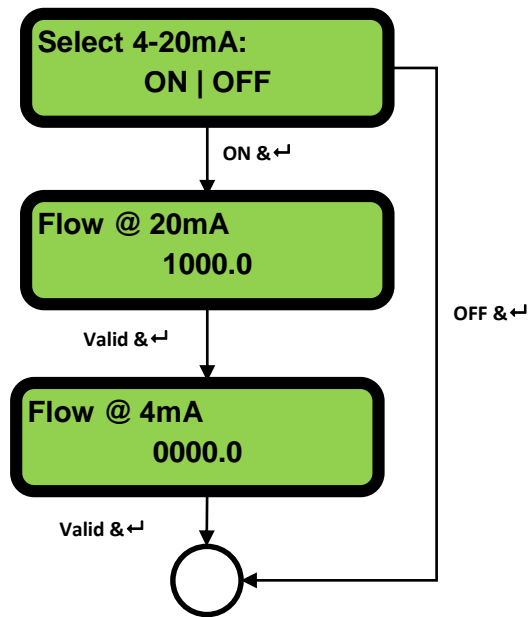 Select 4-20mA:
ON | OFF
ON &↵
Flow @ 20mA
1000.0
OFF &↵
Valid &↵
Flow @ 4mA
0000.0
Valid &↵